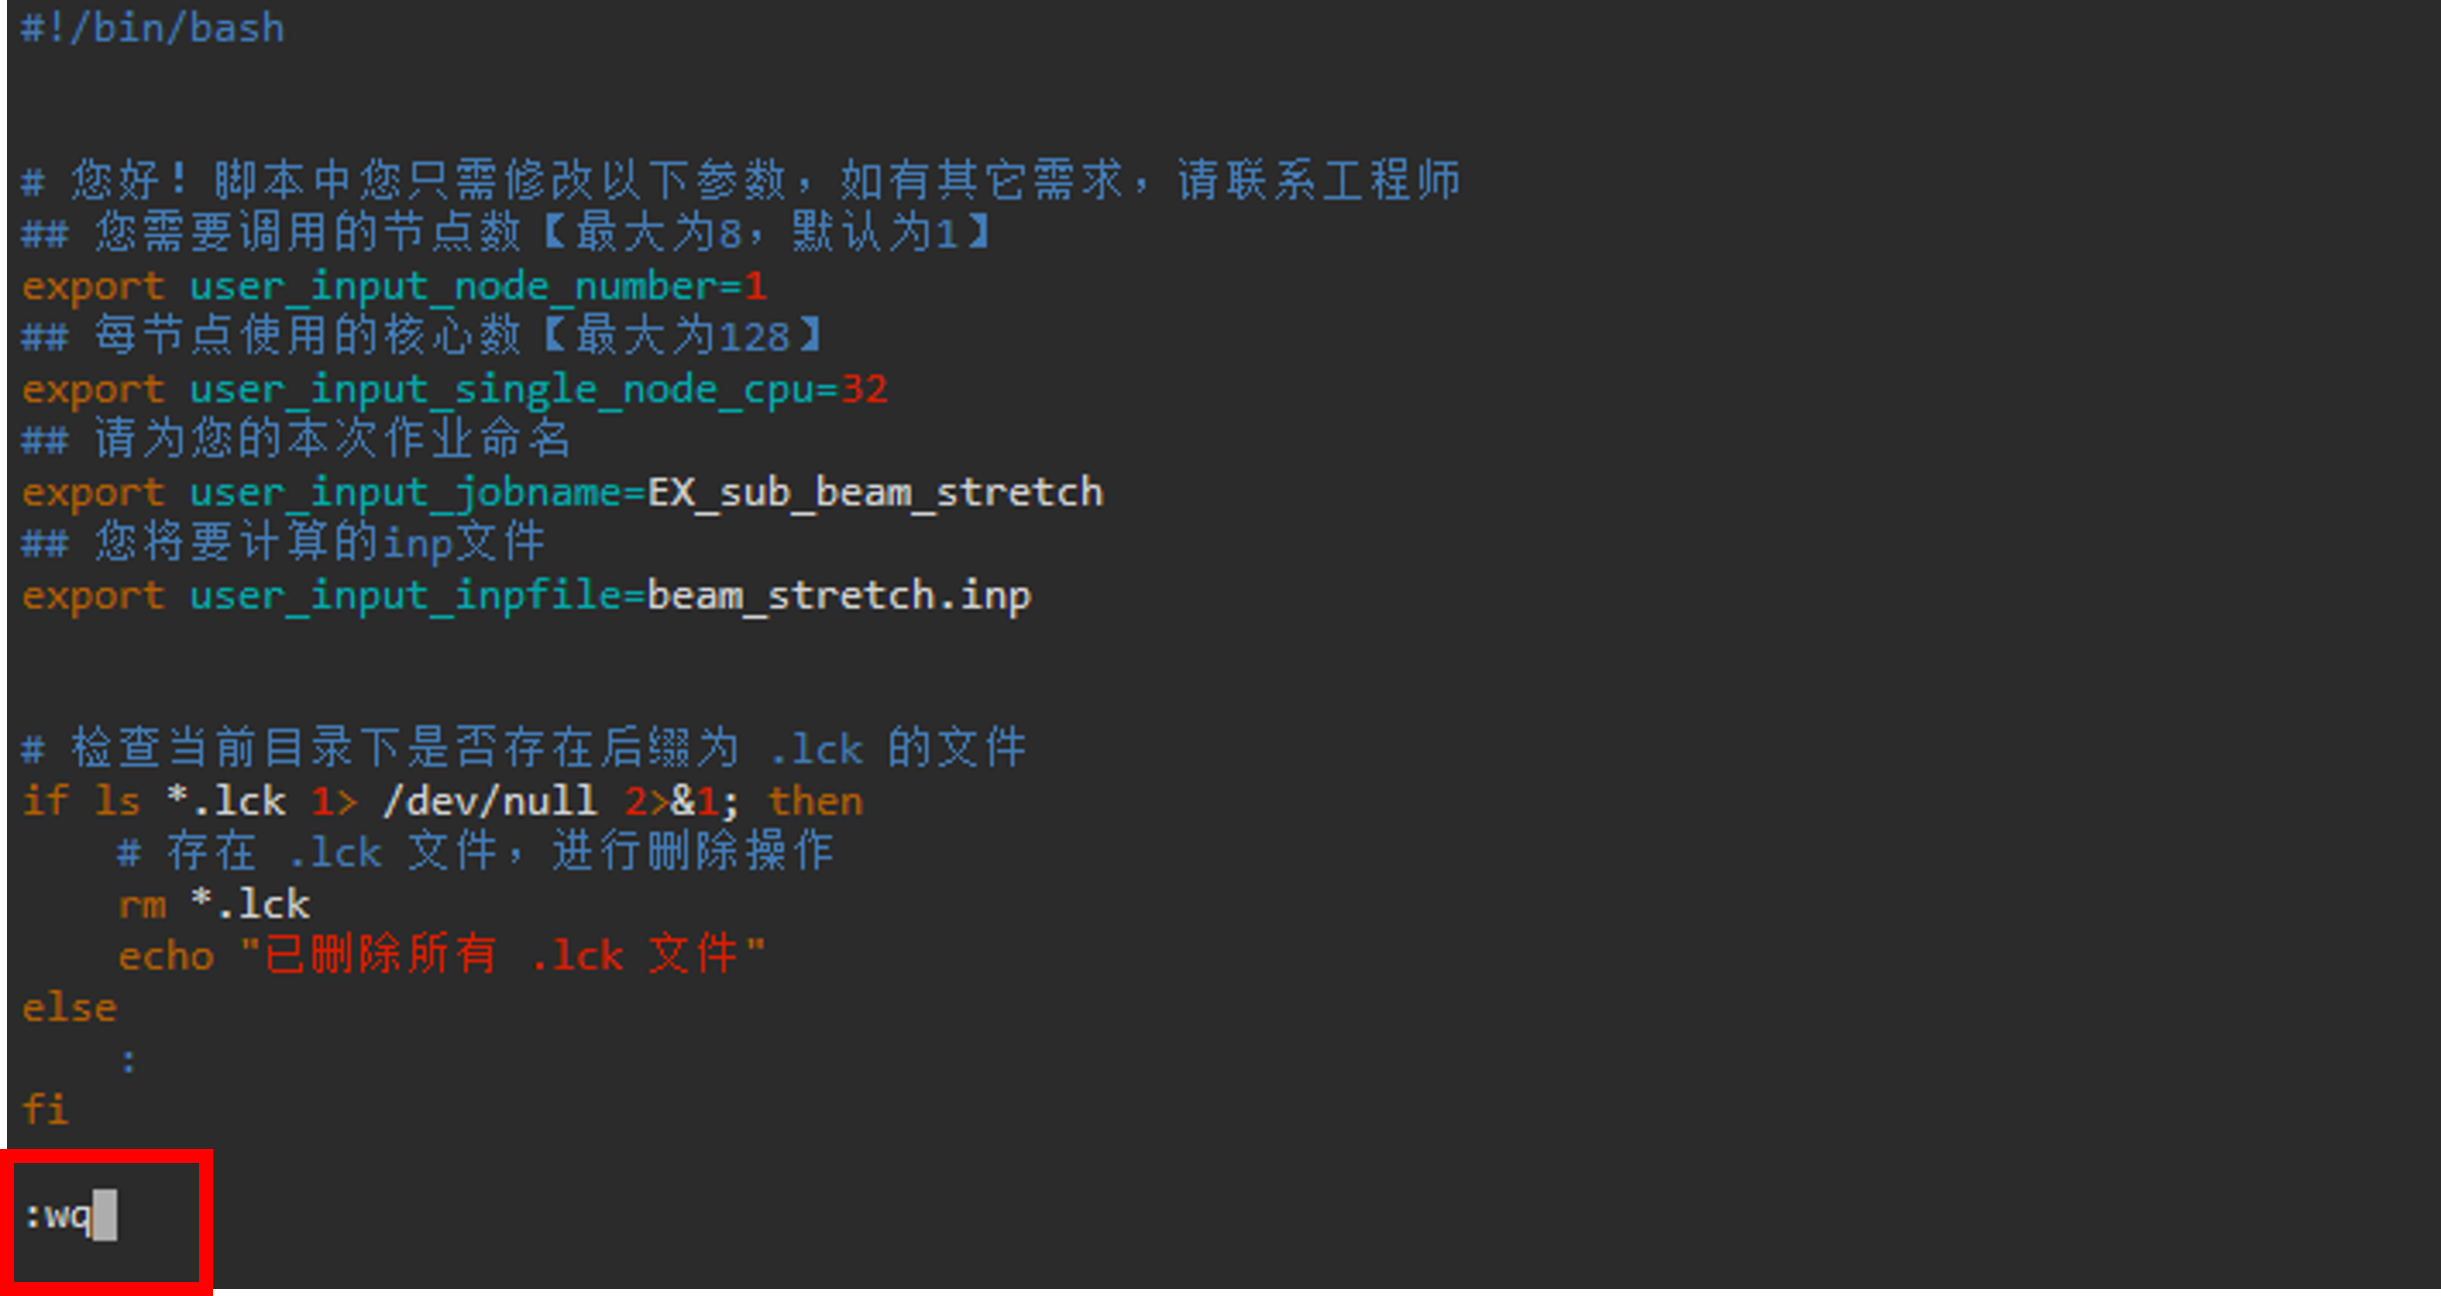 #!/bin/bash
# 您好！脚本中您只需修改以下参数，如有其它需求，请联系工程师
## 您需要调用的节点数【最大为8，默认为1】
export user_input_node_number=1
## 每节点使用的核心数【最大为128】
export user_input_single_node_cpu=32
## 请为您的本次作业命名
export user_input_jobname=EX_sub_beam_stretch
## 您将要计算的inp文件
export user_input_inpfile=beam_stretch.inp
# 检查当前目录下是否存在后缀为 .lck 的文件
if ls *.lck 1> /dev/null 2>&1; then
    # 存在 .lck 文件，进行删除操作
    rm *.lck
    echo "已删除所有 .lck 文件"
else
    :
fi
:wq